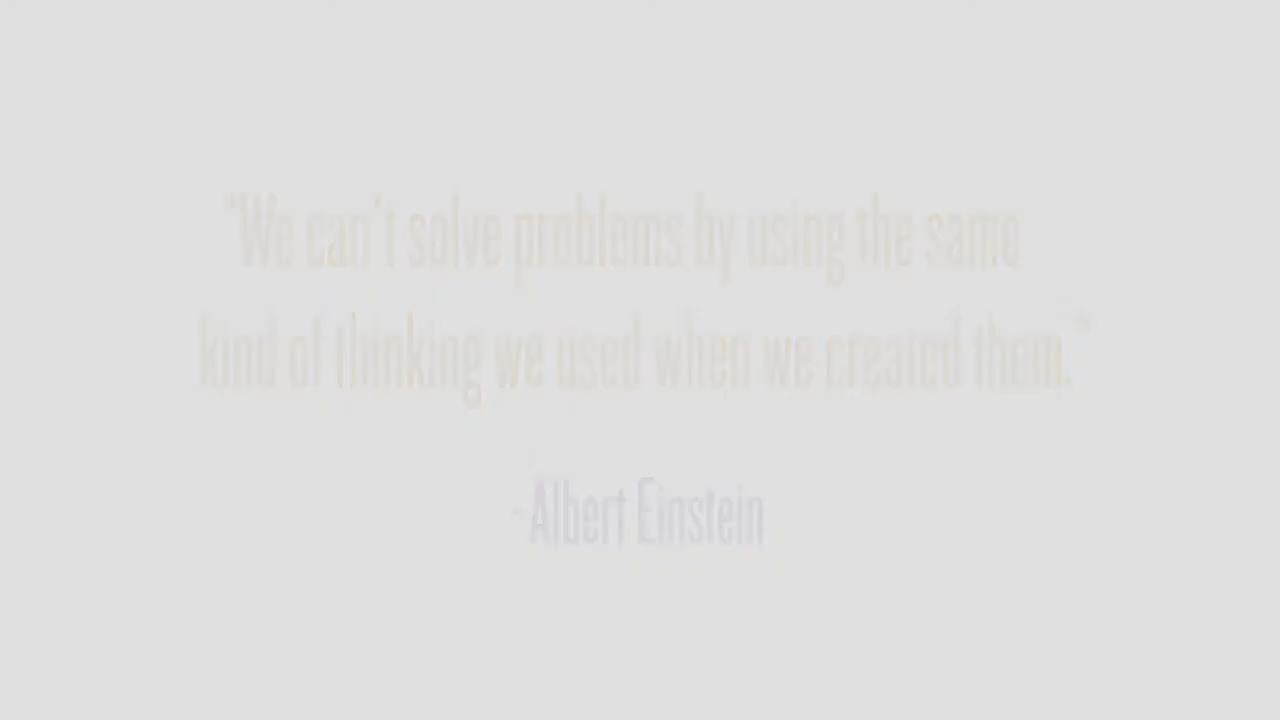 "We can't solve problems by using the same
kind of thinking we used when we created them."
- Albert Einstein